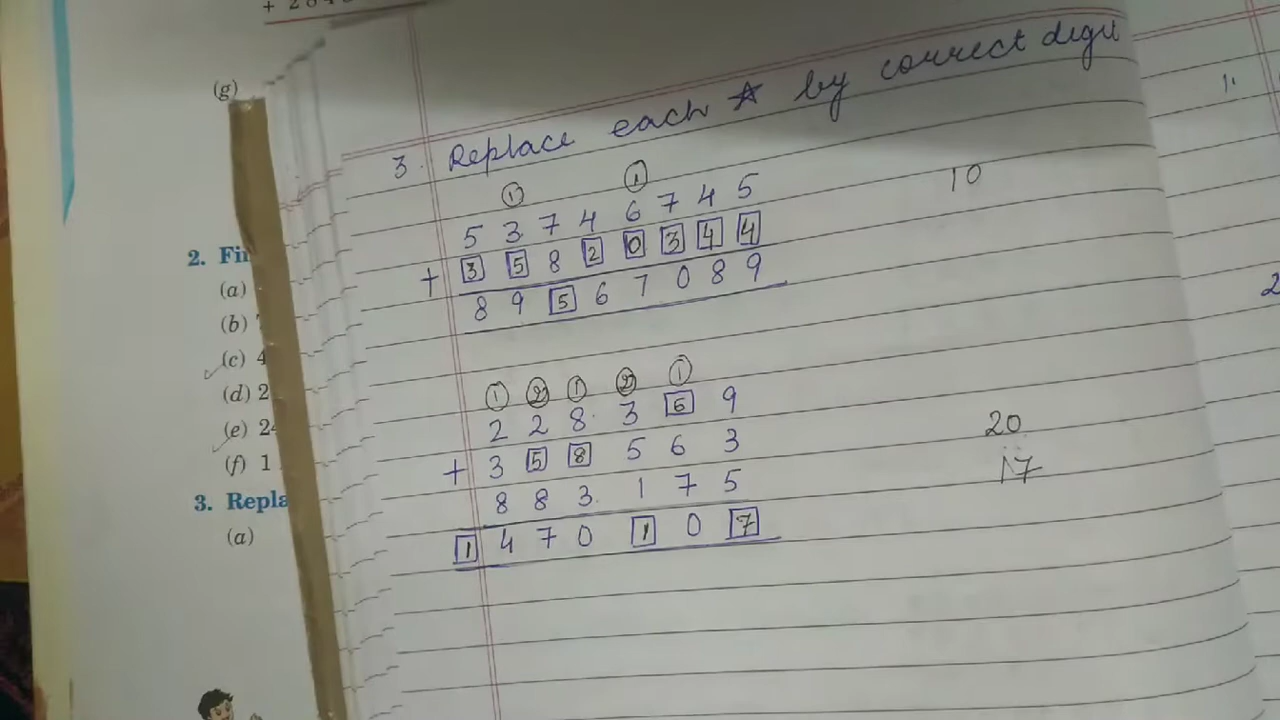 (g)
2. Fi
(a)
(b)
(c) 4
(d) 2
(e) 2
(f) 1
3. Repla
(a)
3. Replace each ☆ by correct digit
1 1
5 3 7 4 6 7 4 5
+ 3 5 8 2 0 3 4 4
8 9 5 6 7 0 8 9
10
1 2 1 2 1
2 2 8 3 6 9
+ 3 5 8 5 6 3
8 8 3 1 7 5
1 4 7 0 1 0 7
20
17